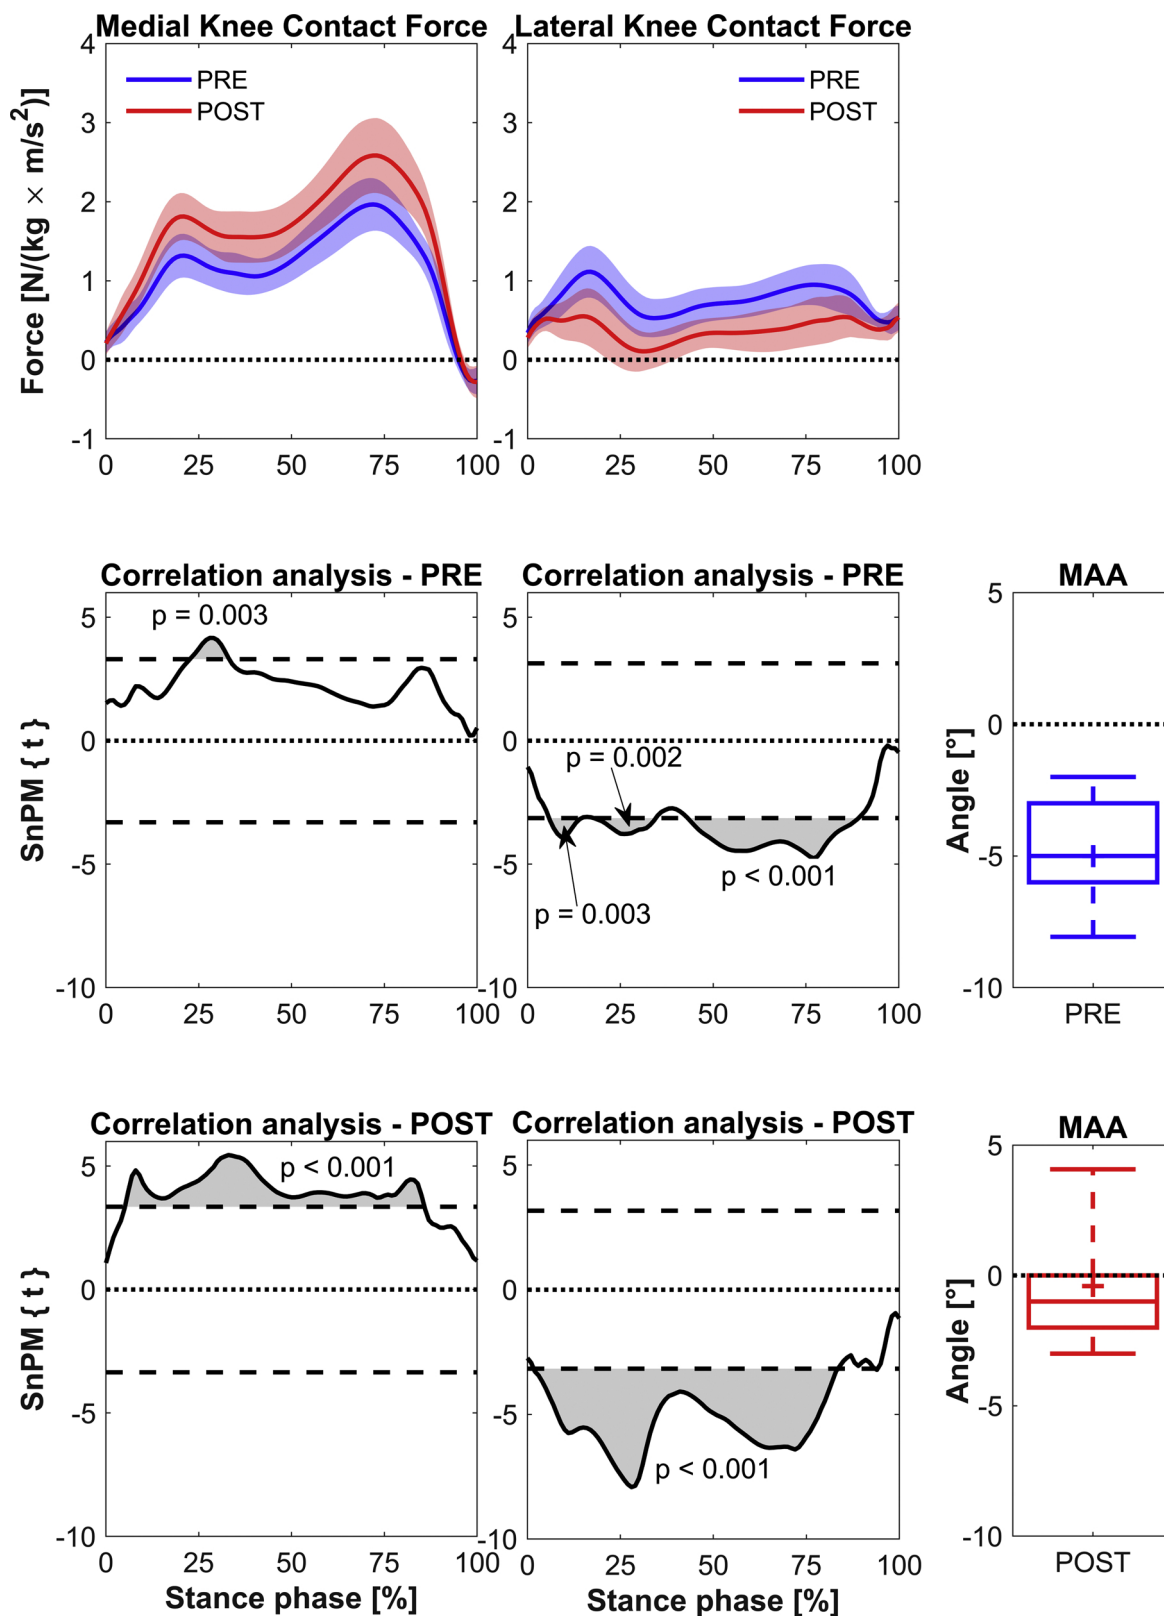 Medial Knee Contact Force
Lateral Knee Contact Force
Force [N/(kg × m/s²)]
4
3
2
1
0
-1
PRE
POST
0 25 50 75 100
4
3
2
1
0
-1
PRE
POST
0 25 50 75 100
Correlation analysis - PRE
Correlation analysis - PRE
MAA
SnPM { t }
5
0
-5
-10
p = 0.003
0 25 50 75 100
5
0
-5
-10
p = 0.002
p < 0.001
p = 0.003
0 25 50 75 100
Angle [°]
5
0
-5
-10
PRE
Correlation analysis - POST
Correlation analysis - POST
MAA
SnPM { t }
5
0
-5
-10
p < 0.001
0 25 50 75 100
Stance phase [%]
5
0
-5
-10
p < 0.001
0 25 50 75 100
Stance phase [%]
Angle [°]
5
0
-5
-10
POST